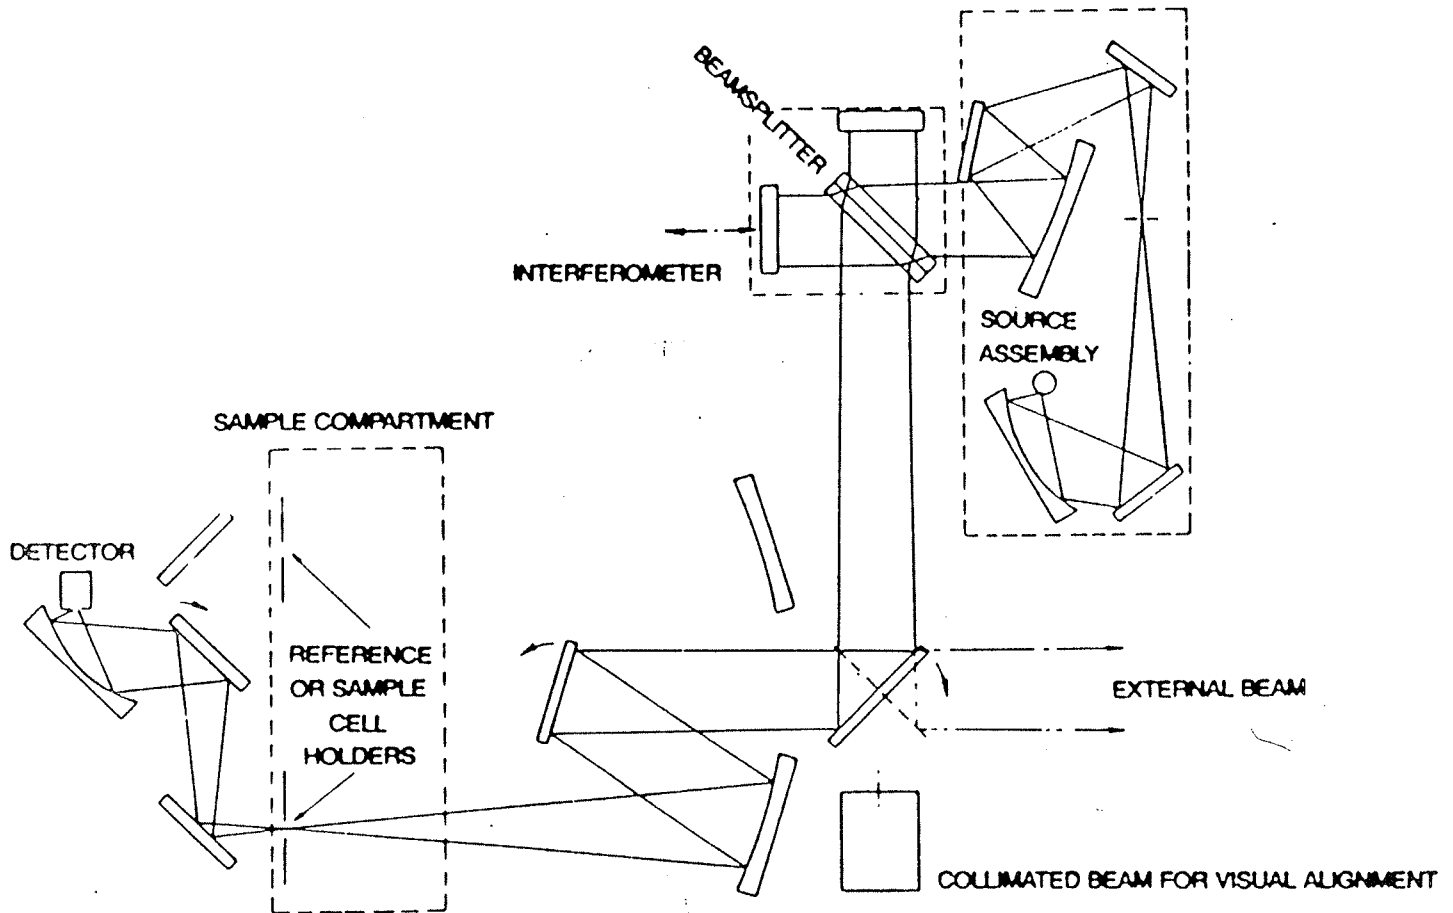 BEAMSPLITTER
INTERFEROMETER
SOURCE
ASSEMBLY
SAMPLE COMPARTMENT
DETECTOR
REFERENCE
OR SAMPLE
CELL
HOLDERS
EXTERNAL BEAM
COLLIMATED BEAM FOR VISUAL ALIGNMENT